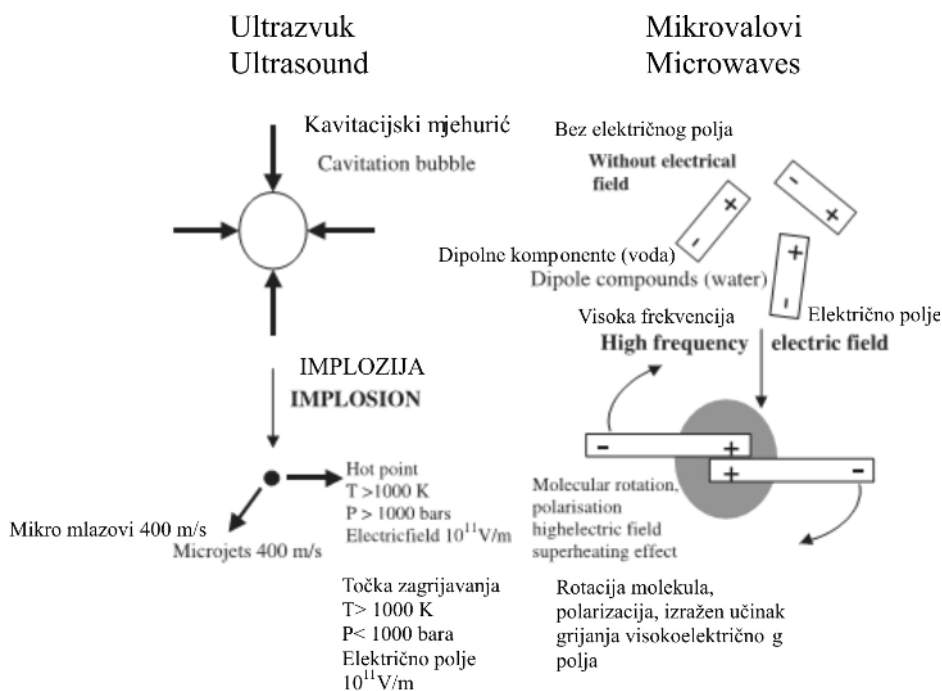 Ultrazvuk
Ultrasound
Kavitacijski mjehurić
Cavitation bubble
IMPLOZIJA
IMPLOSION
Hot point
T >1000 K
P > 1000 bars
Electricfield 10¹¹V/m
Mikro mlazovi 400 m/s
Microjets 400 m/s
Točka zagrijavanja
T> 1000 K
P< 1000 bara
Električno polje
10¹¹V/m
Mikrovalovi
Microwaves
Bez električnog polja
Without electrical
field
- +
+ -
+ -
Dipolne komponente (voda)
Dipole compounds (water)
Visoka frekvencija
Električno polje
High frequency electric field
- +
+ -
Molecular rotation,
polarisation
highelectric field
superheating effect
Rotacija molekula,
polarizacija, izražen učinak
grijanja visokoelektrično g
polja